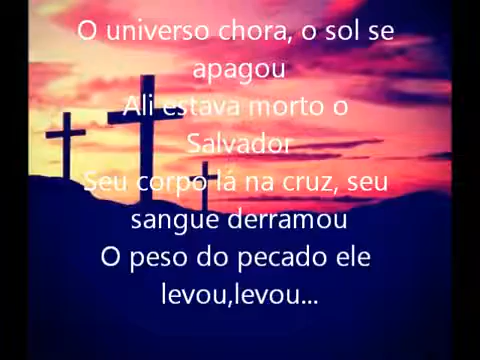 O universo chora, o sol se
apagou
Ali estava morto o
Salvador
Seu corpo lá na cruz, seu
sangue derramou
O peso do pecado ele
levou,levou...